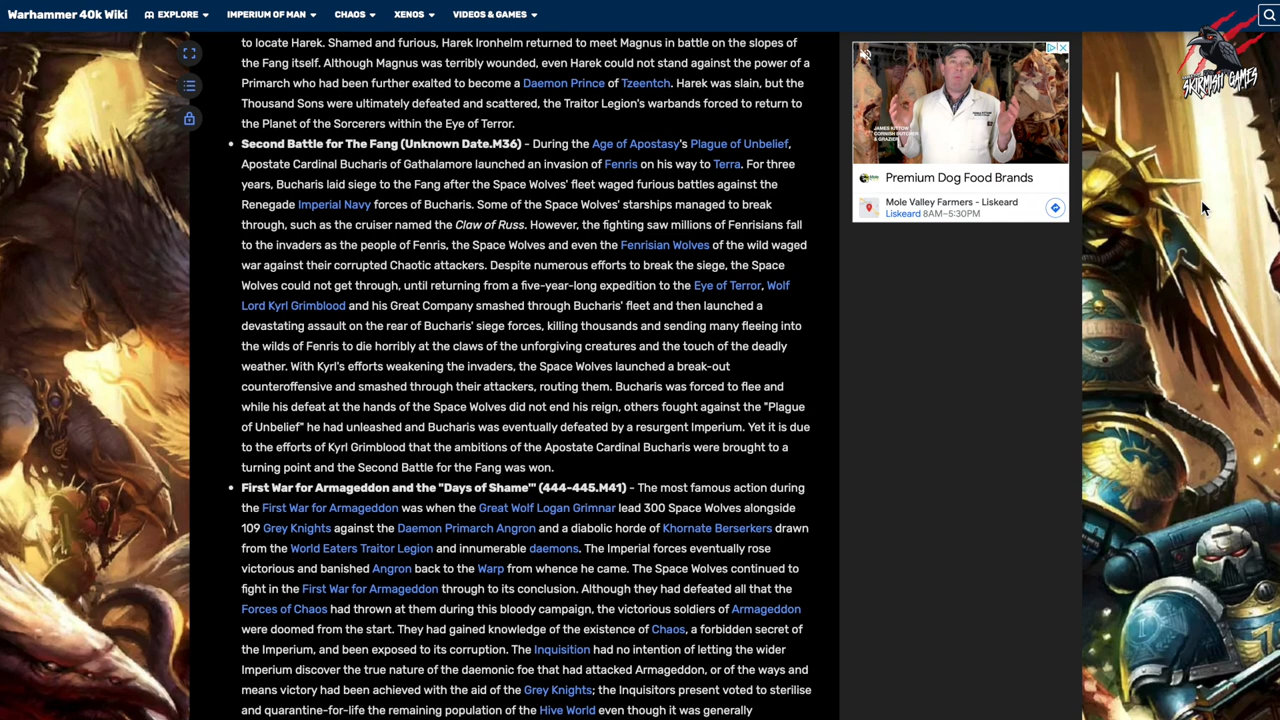 Warhammer 40k Wiki
EXPLORE
IMPERIUM OF MAN
CHAOS
XENOS
VIDEOS & GAMES
to locate Harek. Shamed and furious, Harek Ironhelm returned to meet Magnus in battle on the slopes of
the Fang itself. Although Magnus was terribly wounded, even Harek could not stand against the power of a
Primarch who had been further exalted to become a Daemon Prince of Tzeentch. Harek was slain, but the
Thousand Sons were ultimately defeated and scattered, the Traitor Legion's warbands forced to return to
the Planet of the Sorcerers within the Eye of Terror.
• Second Battle for The Fang (Unknown Date.M36) - During the Age of Apostasy's Plague of Unbelief,
Apostate Cardinal Bucharis of Gathalamore launched an invasion of Fenris on his way to Terra. For three
years, Bucharis laid siege to the Fang after the Space Wolves' fleet waged furious battles against the
Renegade Imperial Navy forces of Bucharis. Some of the Space Wolves' starships managed to break
through, such as the cruiser named the Claw of Russ. However, the fighting saw millions of Fenrisians fall
to the invaders as the people of Fenris, the Space Wolves and even the Fenrisian Wolves of the wild waged
war against their corrupted Chaotic attackers. Despite numerous efforts to break the siege, the Space
Wolves could not get through, until returning from a five-year-long expedition to the Eye of Terror, Wolf
Lord Kyrl Grimblood and his Great Company smashed through Bucharis' fleet and then launched a
devastating assault on the rear of Bucharis' siege forces, killing thousands and sending many fleeing into
the wilds of Fenris to die horribly at the claws of the unforgiving creatures and the touch of the deadly
weather. With Kyrl's efforts weakening the invaders, the Space Wolves launched a break-out
counteroffensive and smashed through their attackers, routing them. Bucharis was forced to flee and
while his defeat at the hands of the Space Wolves did not end his reign, others fought against the "Plague
of Unbelief" he had unleashed and Bucharis was eventually defeated by a resurgent Imperium. Yet it is due
to the efforts of Kyrl Grimblood that the ambitions of the Apostate Cardinal Bucharis were brought to a
turning point and the Second Battle for the Fang was won.
• First War for Armageddon and the "Days of Shame'" (444-445.M41) - The most famous action during
the First War for Armageddon was when the Great Wolf Logan Grimnar lead 300 Space Wolves alongside
109 Grey Knights against the Daemon Primarch Angron and a diabolic horde of Khornate Berserkers drawn
from the World Eaters Traitor Legion and innumerable daemons. The Imperial forces eventually rose
victorious and banished Angron back to the Warp from whence he came. The Space Wolves continued to
fight in the First War for Armageddon through to its conclusion. Although they had defeated all that the
Forces of Chaos had thrown at them during this bloody campaign, the victorious soldiers of Armageddon
were doomed from the start. They had gained knowledge of the existence of Chaos, a forbidden secret of
the Imperium, and been exposed to its corruption. The Inquisition had no intention of letting the wider
Imperium discover the true nature of the daemonic foe that had attacked Armageddon, or of the ways and
means victory had been achieved with the aid of the Grey Knights; the Inquisitors present voted to sterilise
and quarantine-for-life the remaining population of the Hive World even though it was generally
JAMES KITTOW
CORNISH BUTCHER
& GRAZIER
Premium Dog Food Brands
Mole Valley Farmers - Liskeard
Liskeard 8AM–5:30PM
SKIRMISH GAMES